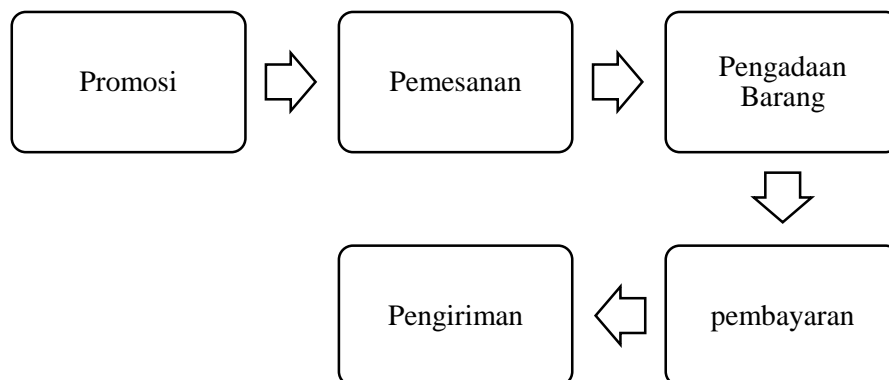 Promosi
Pemesanan
Pengadaan
Barang
pembayaran
Pengiriman